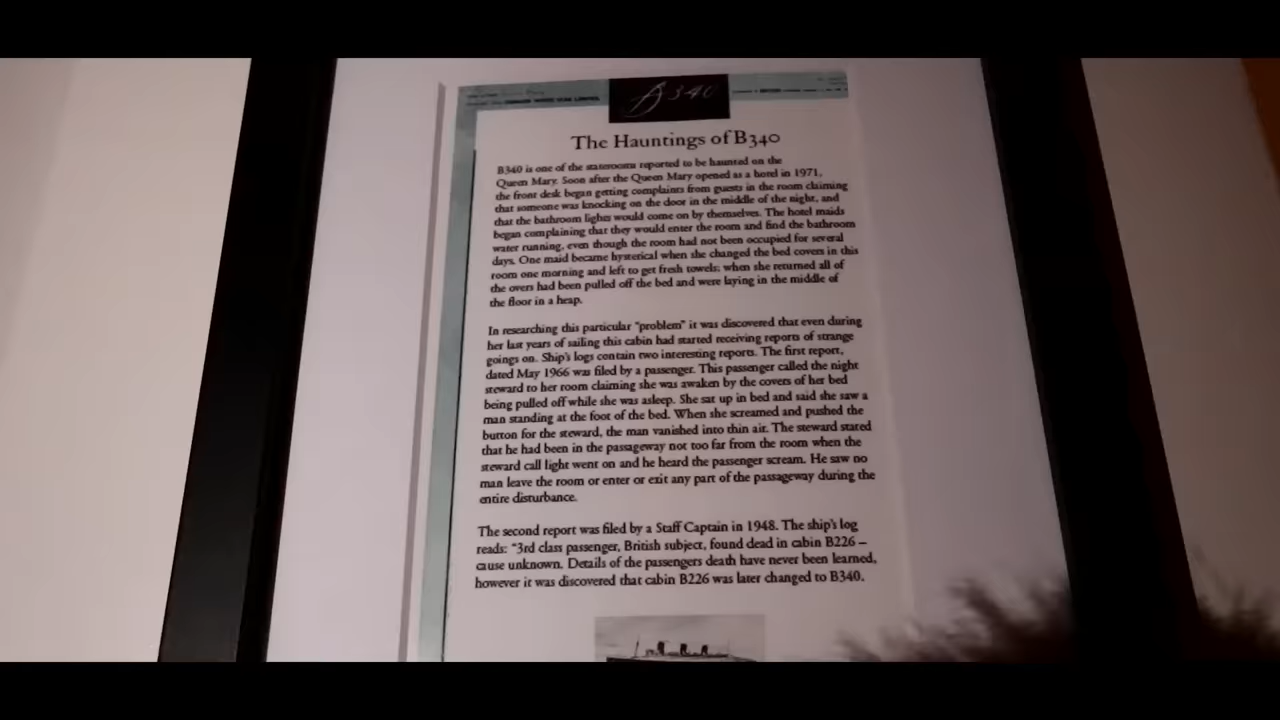 B340
The Hauntings of B340
B340 is one of the staterooms reported to be haunted on the
Queen Mary. Soon after the Queen Mary opened as a hotel in 1971,
the front desk began getting complaints from guests in the room claiming
that someone was knocking on the door in the middle of the night, and
that the bathroom lights would come on by themselves. The hotel maids
began complaining that they would enter the room and find the bathroom
water running, even though the room had not been occupied for several
days. One maid became hysterical when she changed the bed covers in this
room one morning and left to get fresh towels; when she returned all of
the overs had been pulled off the bed and were laying in the middle of
the floor in a heap.
In researching this particular "problem" it was discovered that even during
her last years of sailing this cabin had started receiving reports of strange
goings on. Ship's logs contain two interesting reports. The first report,
dated May 1966 was filed by a passenger. This passenger called the night
steward to her room claiming she was awaken by the covers of her bed
being pulled off while she was asleep. She sat up in bed and said she saw a
man standing at the foot of the bed. When she screamed and pushed the
button for the steward, the man vanished into thin air. The steward stated
that he had been in the passageway not too far from the room when the
steward call light went on and he heard the passenger scream. He saw no
man leave the room or enter or exit any part of the passageway during the
entire disturbance.
The second report was filed by a Staff Captain in 1948. The ship's log
reads: "3rd class passenger, British subject, found dead in cabin B226 –
cause unknown. Details of the passengers death have never been learned,
however it was discovered that cabin B226 was later changed to B340.